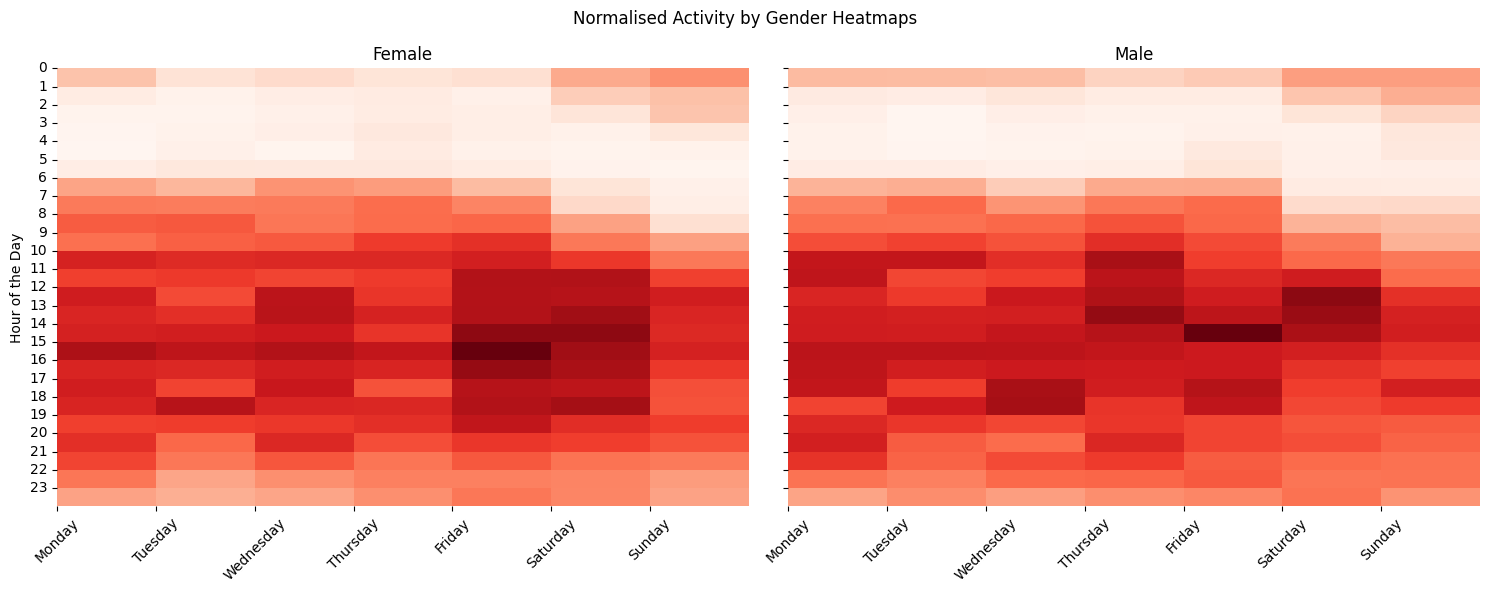 Normalised Activity by Gender Heatmaps
Female
Male
Hour of the Day
0
1
2
3
4
5
6
7
8
9
10
11
12
13
14
15
16
17
18
19
20
21
22
23
Monday
Tuesday
Wednesday
Thursday
Friday
Saturday
Sunday
Monday
Tuesday
Wednesday
Thursday
Friday
Saturday
Sunday